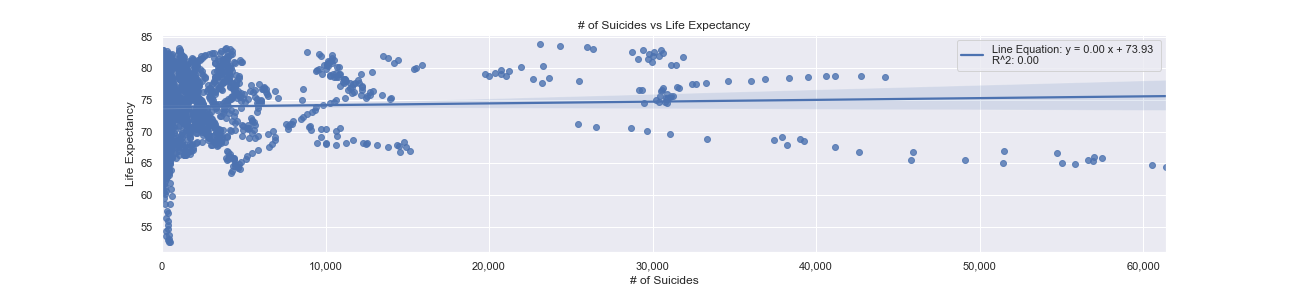 # of Suicides vs Life Expectancy
Line Equation: y = 0.00 x + 73.93
R^2: 0.00
Life Expectancy
85
80
75
70
65
60
55
0
10,000
20,000
30,000
40,000
50,000
60,000
# of Suicides